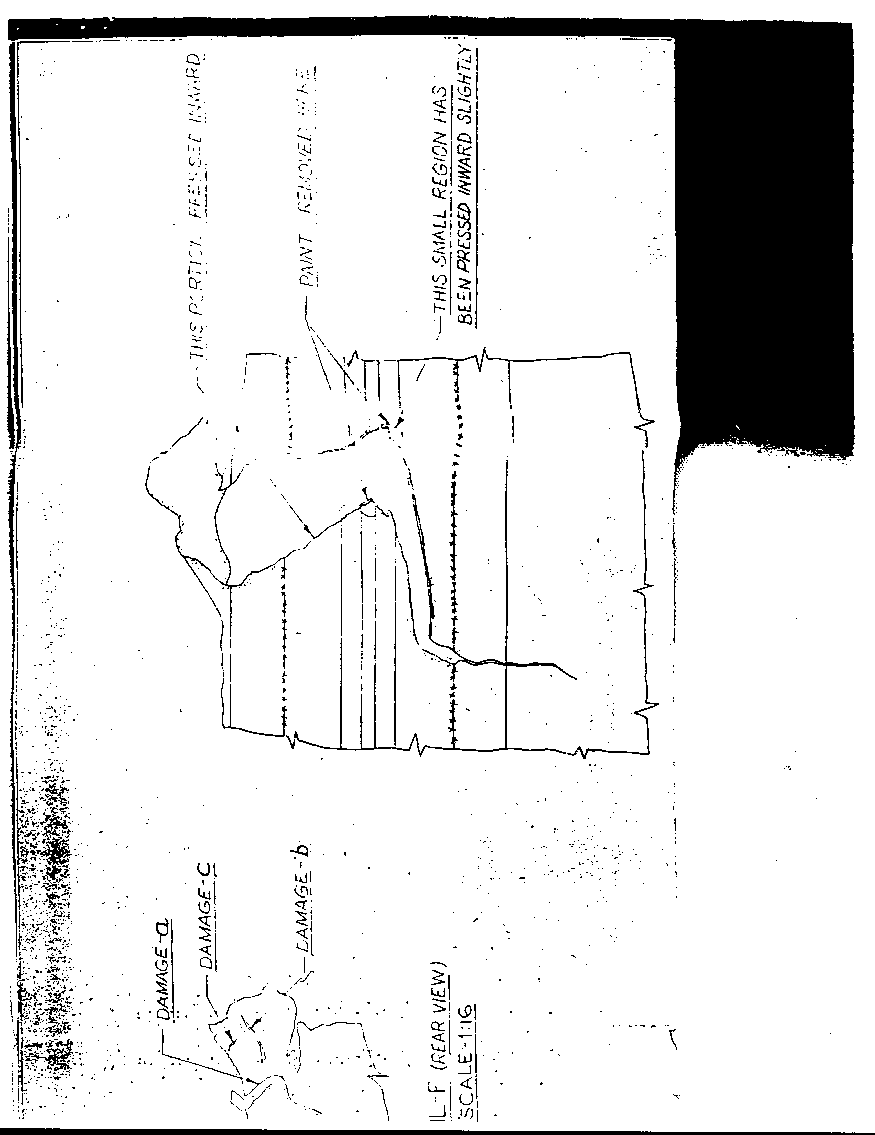 THIS PORTION PRESSED INWARD
PAINT REMOVED HERE
THIS SMALL REGION HAS
BEEN PRESSED INWARD SLIGHTLY
DAMAGE-a
DAMAGE-C
DAMAGE-b
(REAR VIEW)
SCALE-1:16